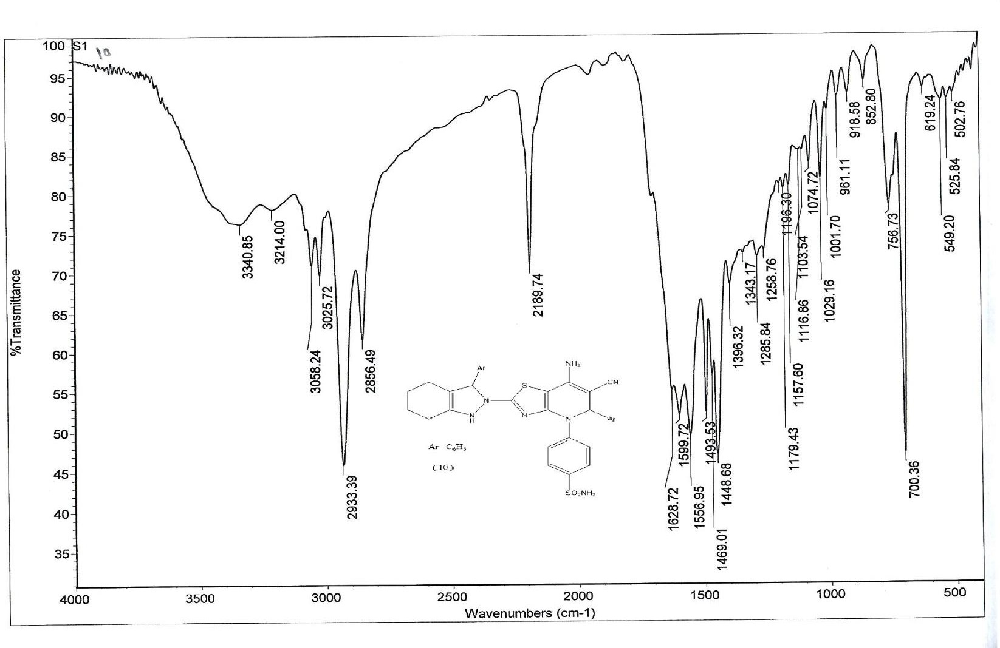 100 S1
1a
95
90
85
80
75
70
65
60
55
50
45
40
35
%Transmittance
4000 3500 3000 2500 2000 1500 1000 500
Wavenumbers (cm-1)
3340.85
3214.00
3058.24
3025.72
2933.39
2856.49
2189.74
1628.72
1599.72
1556.95
1493.53
1469.01
1448.68
1396.32
1343.17
1285.84
1258.76
1196.30
1179.43
1157.60
1116.86
1103.54
1074.72
1029.16
1001.70
961.11
918.58
852.80
756.73
700.36
619.24
549.20
525.84
502.76
Ar
NH₂
S
CN
N
N
N
Ar
N
H
SO₂NH₂
Ar C₆H₅
(10)